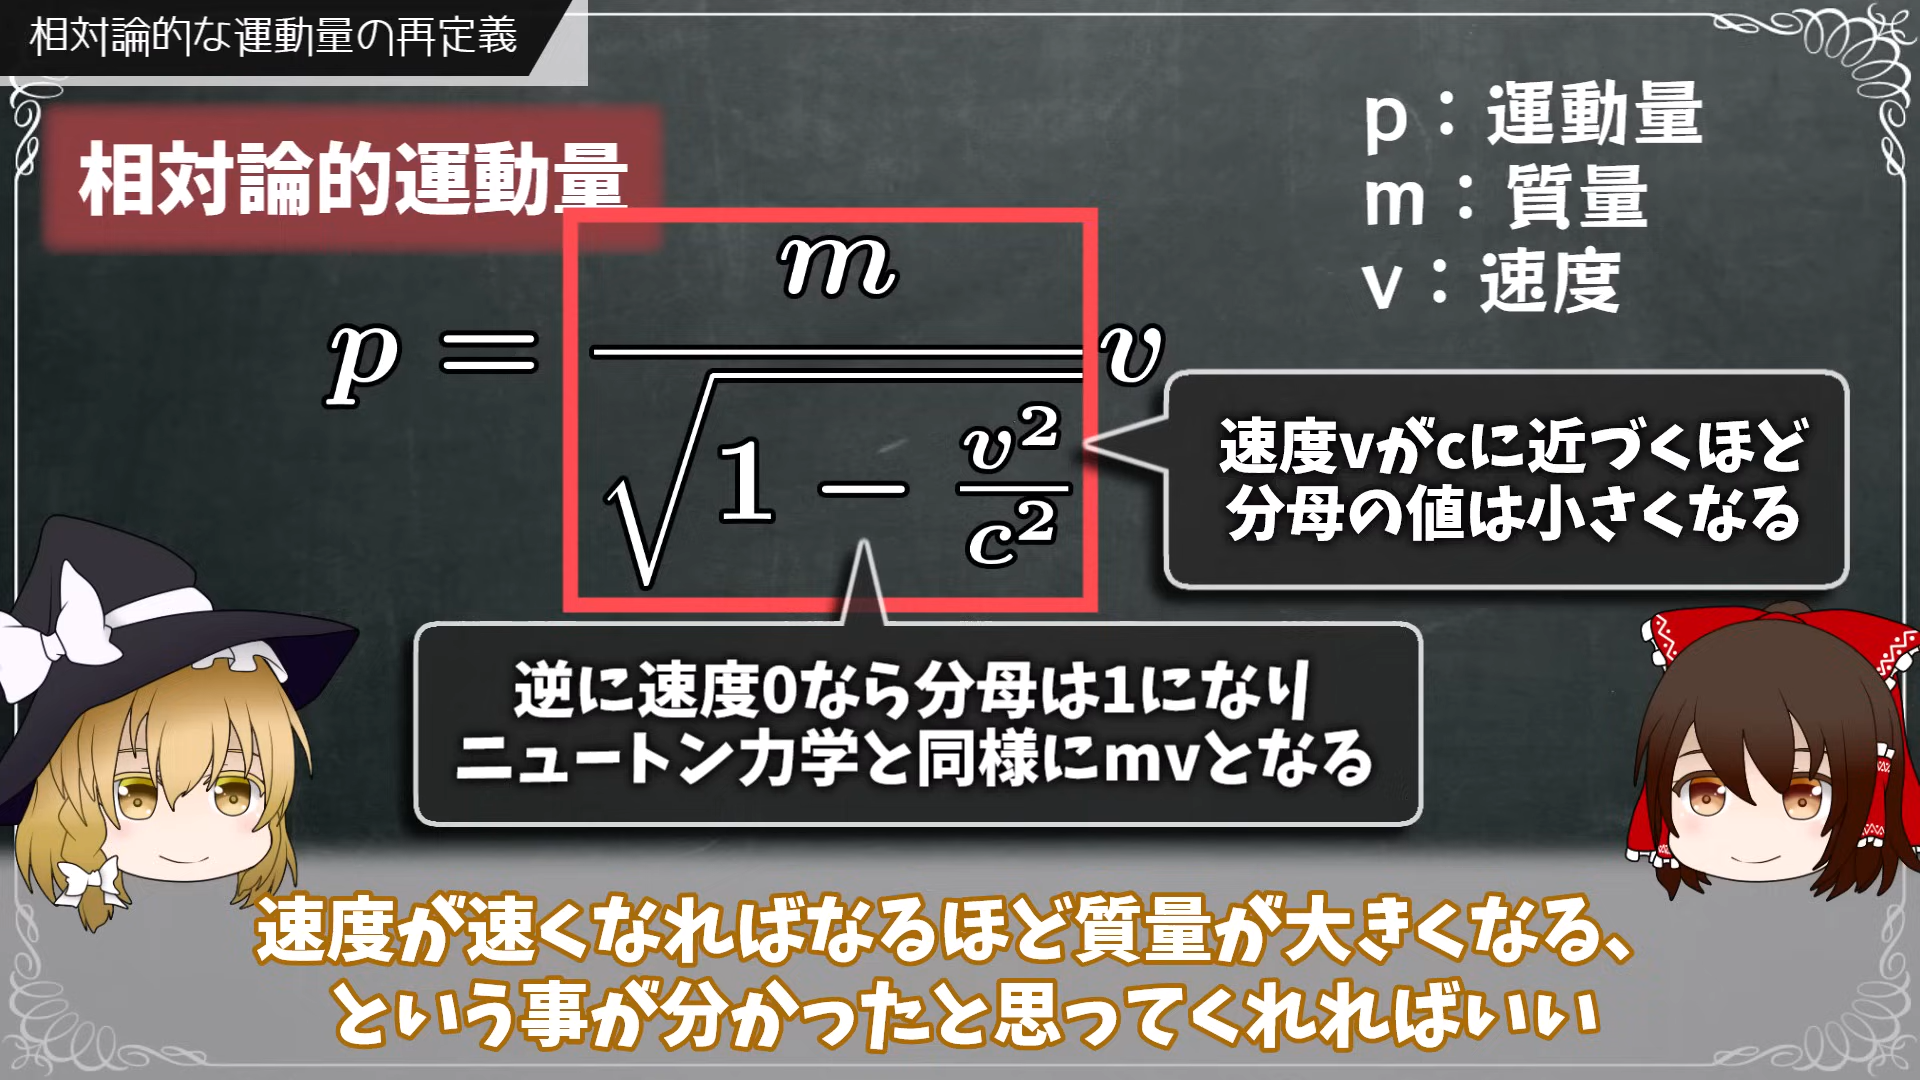 相対論的な運動量の再定義
相対論的運動量
p：運動量
m：質量
v：速度
p = m / √(1 − v²/c²) v
速度vがcに近づくほど
分母の値は小さくなる
逆に速度0なら分母は1になり
ニュートン力学と同様にmvとなる
速度が速くなればなるほど質量が大きくなる、
という事が分かったと思ってくれればいい